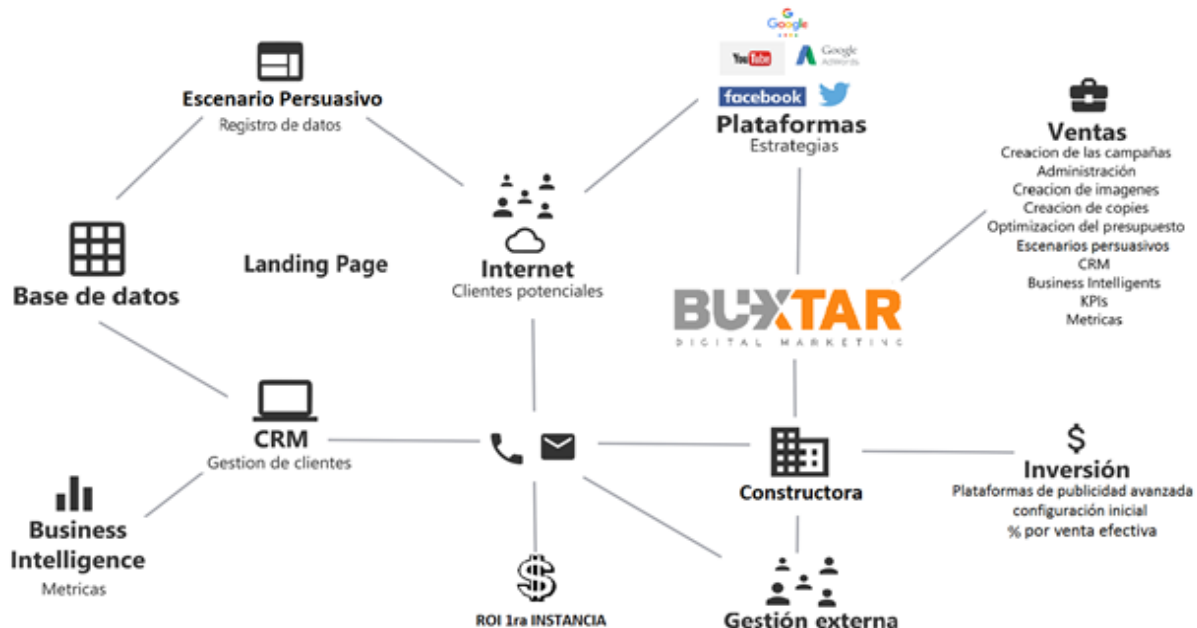 Google
YouTube
Google
AdWords
facebook
Plataformas
Estrategias
Escenario Persuasivo
Registro de datos
Ventas
Creacion de las campañas
Administración
Creacion de imagenes
Creacion de copies
Optimizacion del presupuesto
Escenarios persuasivos
CRM
Business Intelligents
KPIs
Metricas
Base de datos
Landing Page
Internet
Clientes potenciales
BUXTAR
DIGITAL MARKETING
CRM
Gestion de clientes
Business
Intelligence
Metricas
Constructora
Inversión
Plataformas de publicidad avanzada
configuración inicial
% por venta efectiva
ROI 1ra INSTANCIA
Gestión externa